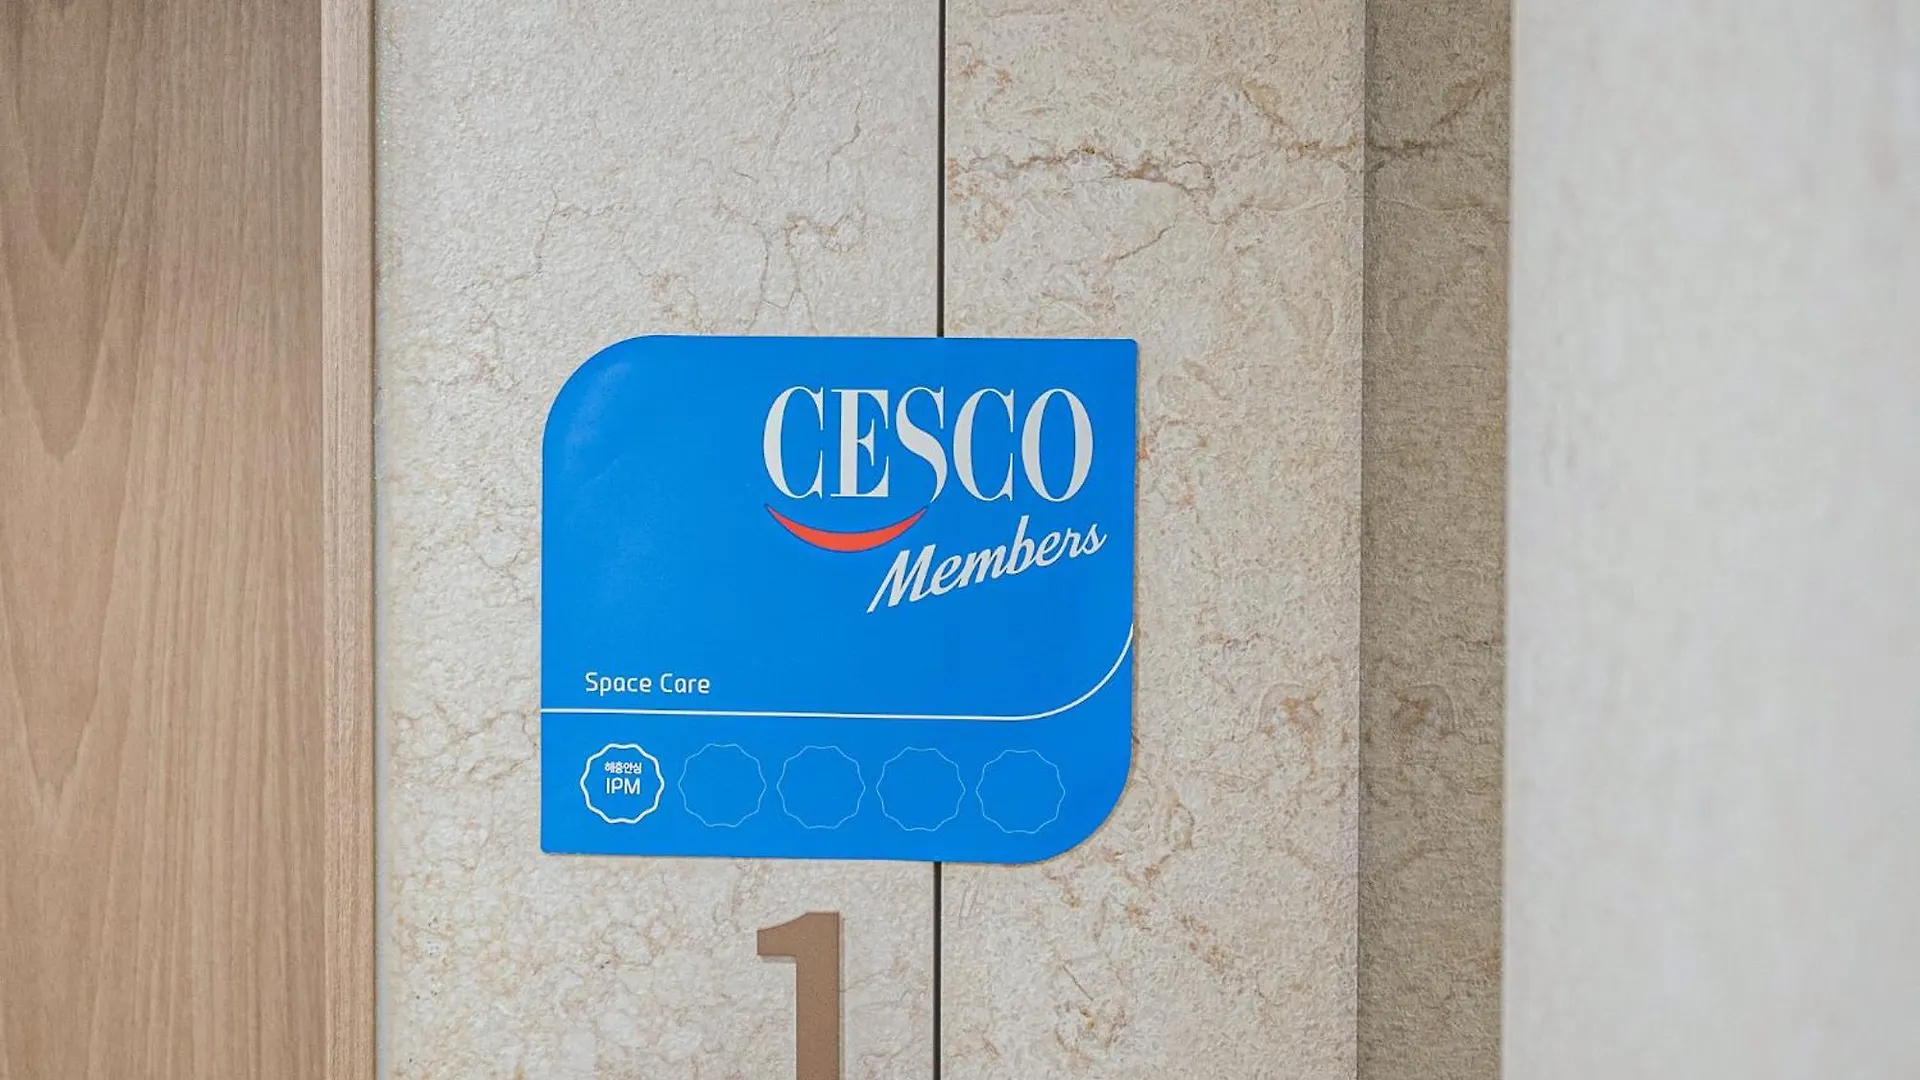 CESCO
Members
Space Care
해충안심
IPM
1